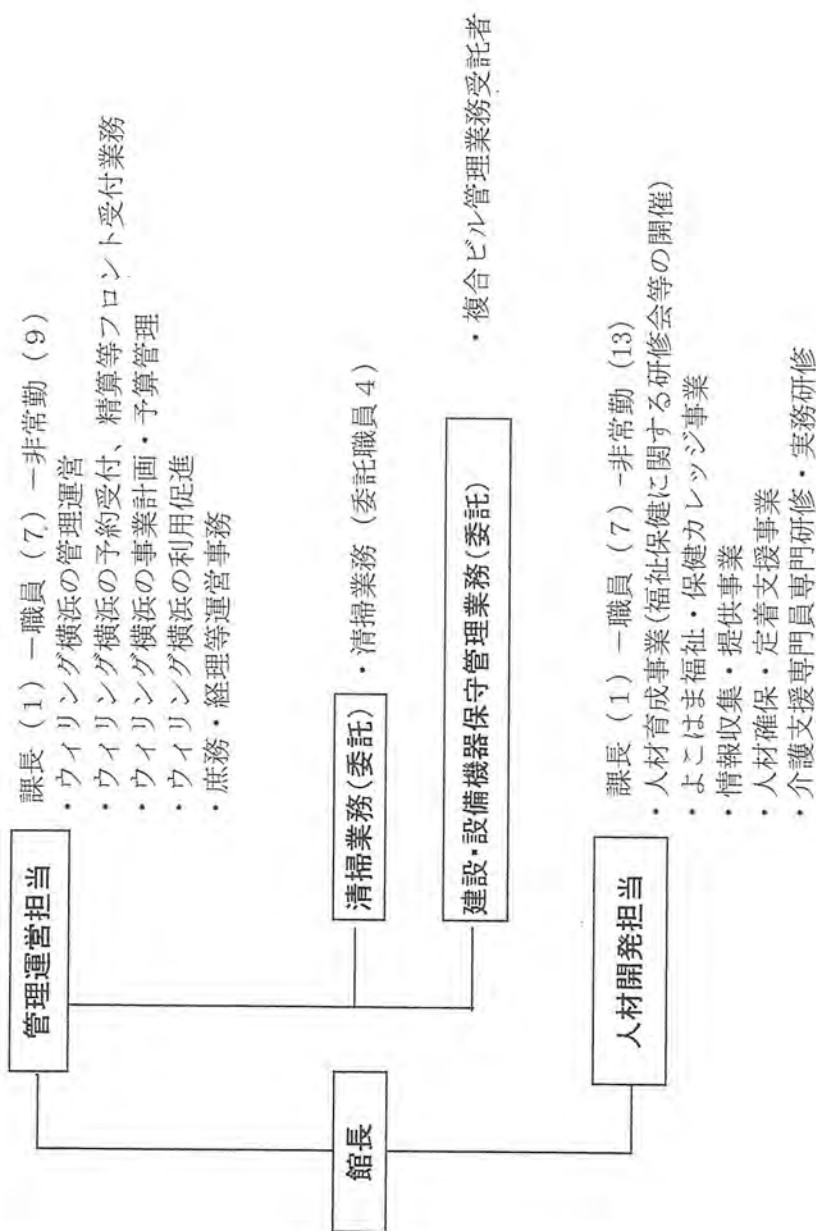 館長
管理運営担当
課長（1）－職員（7）－非常勤（9）
・ウィリング横浜の管理運営
・ウィリング横浜の予約受付、精算等フロント受付業務
・ウィリング横浜の事業計画・予算管理
・ウィリング横浜の利用促進
・庶務・経理等運営事務
清掃業務(委託)
・清掃業務（委託職員4）
建設・設備機器保守管理業務(委託)
・複合ビル管理業務受託者
人材開発担当
課長（1）－職員（7）-非常勤（13）
・人材育成事業(福祉保健に関する研修会等の開催)
・よこはま福祉・保健カレッジ事業
・情報収集・提供事業
・人材確保・定着支援事業
・介護支援専門員専門研修・実務研修